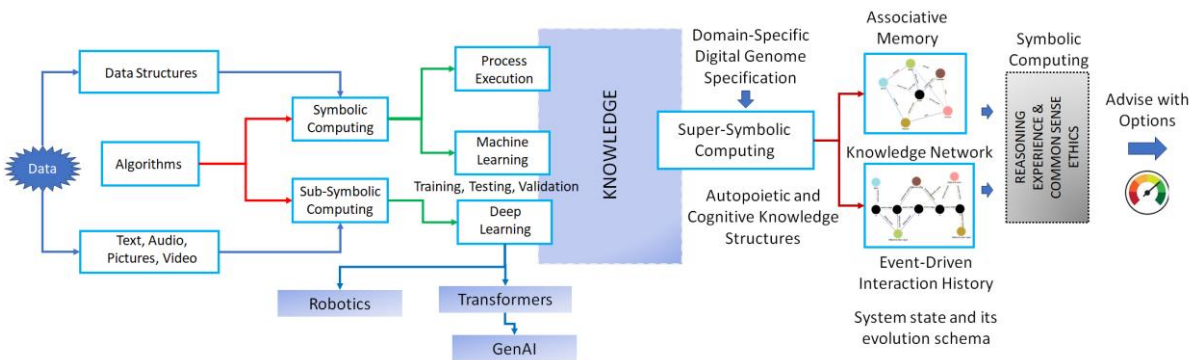 Data
Data Structures
Algorithms
Text, Audio,
Pictures, Video
Symbolic
Computing
Sub-Symbolic
Computing
Process
Execution
Machine
Learning
Training, Testing, Validation
Deep
Learning
Robotics
Transformers
GenAI
KNOWLEDGE
Domain-Specific
Digital Genome
Specification
Super-Symbolic
Computing
Autopoietic and
Cognitive Knowledge
Structures
Associative
Memory
Knowledge Network
Event-Driven
Interaction History
System state and its
evolution schema
Symbolic
Computing
REASONING
EXPERIENCE &
COMMON SENSE
ETHICS
Advise with
Options